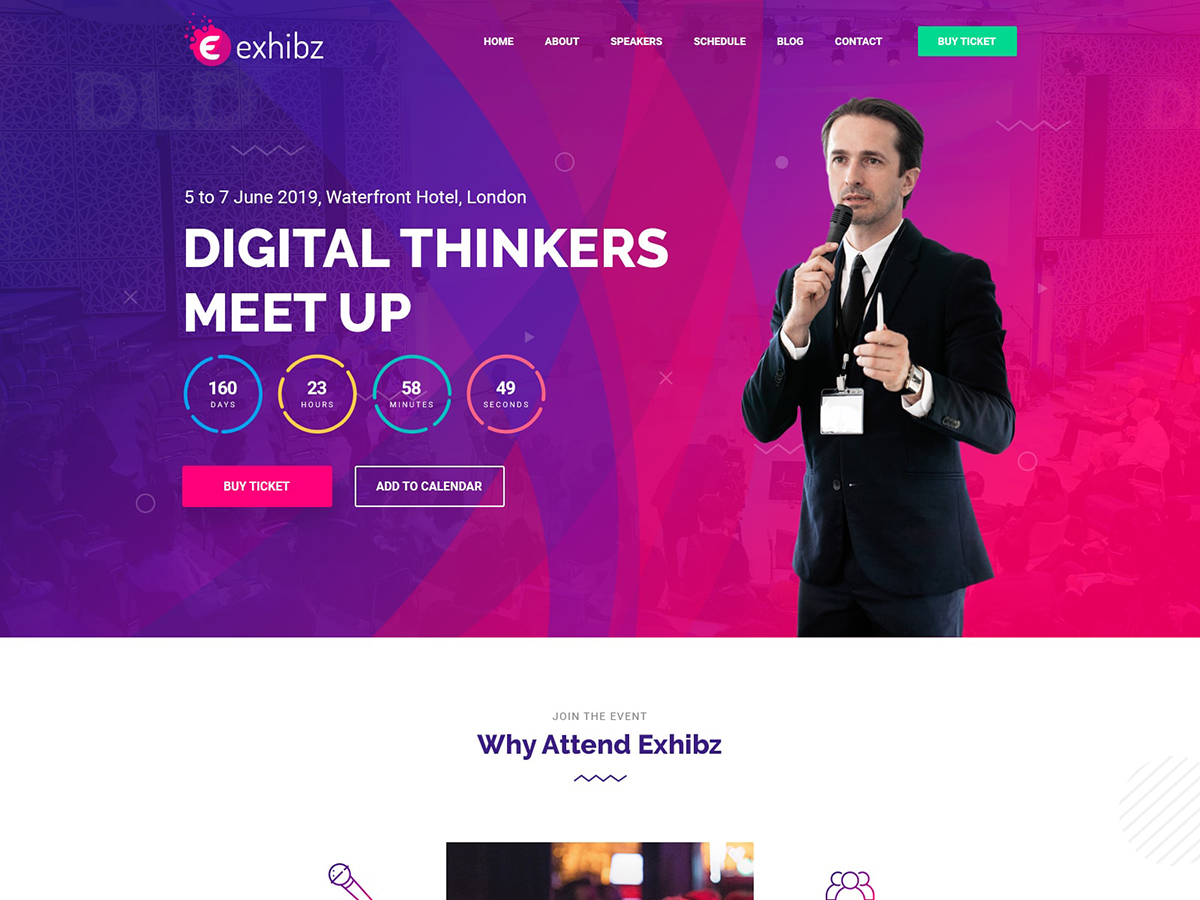 exhibz
HOME ABOUT SPEAKERS SCHEDULE BLOG CONTACT BUY TICKET
DLD
D
5 to 7 June 2019, Waterfront Hotel, London
DIGITAL THINKERS
MEET UP
160 23 58 49
DAYS HOURS MINUTES SECONDS
BUY TICKET ADD TO CALENDAR
JOIN THE EVENT
Why Attend Exhibz